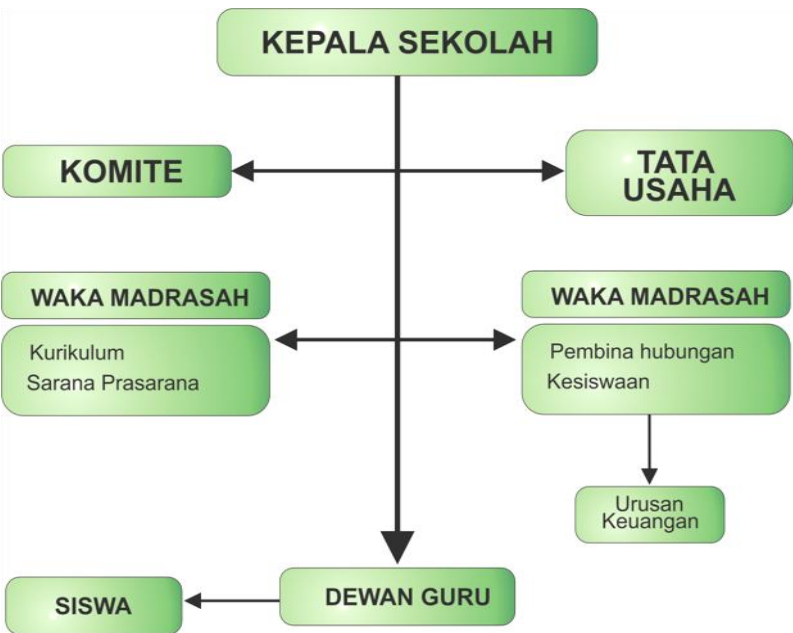 KEPALA SEKOLAH
KOMITE
TATA
USAHA
WAKA MADRASAH
Kurikulum
Sarana Prasarana
WAKA MADRASAH
Pembina hubungan
Kesiswaan
Urusan
Keuangan
SISWA
DEWAN GURU